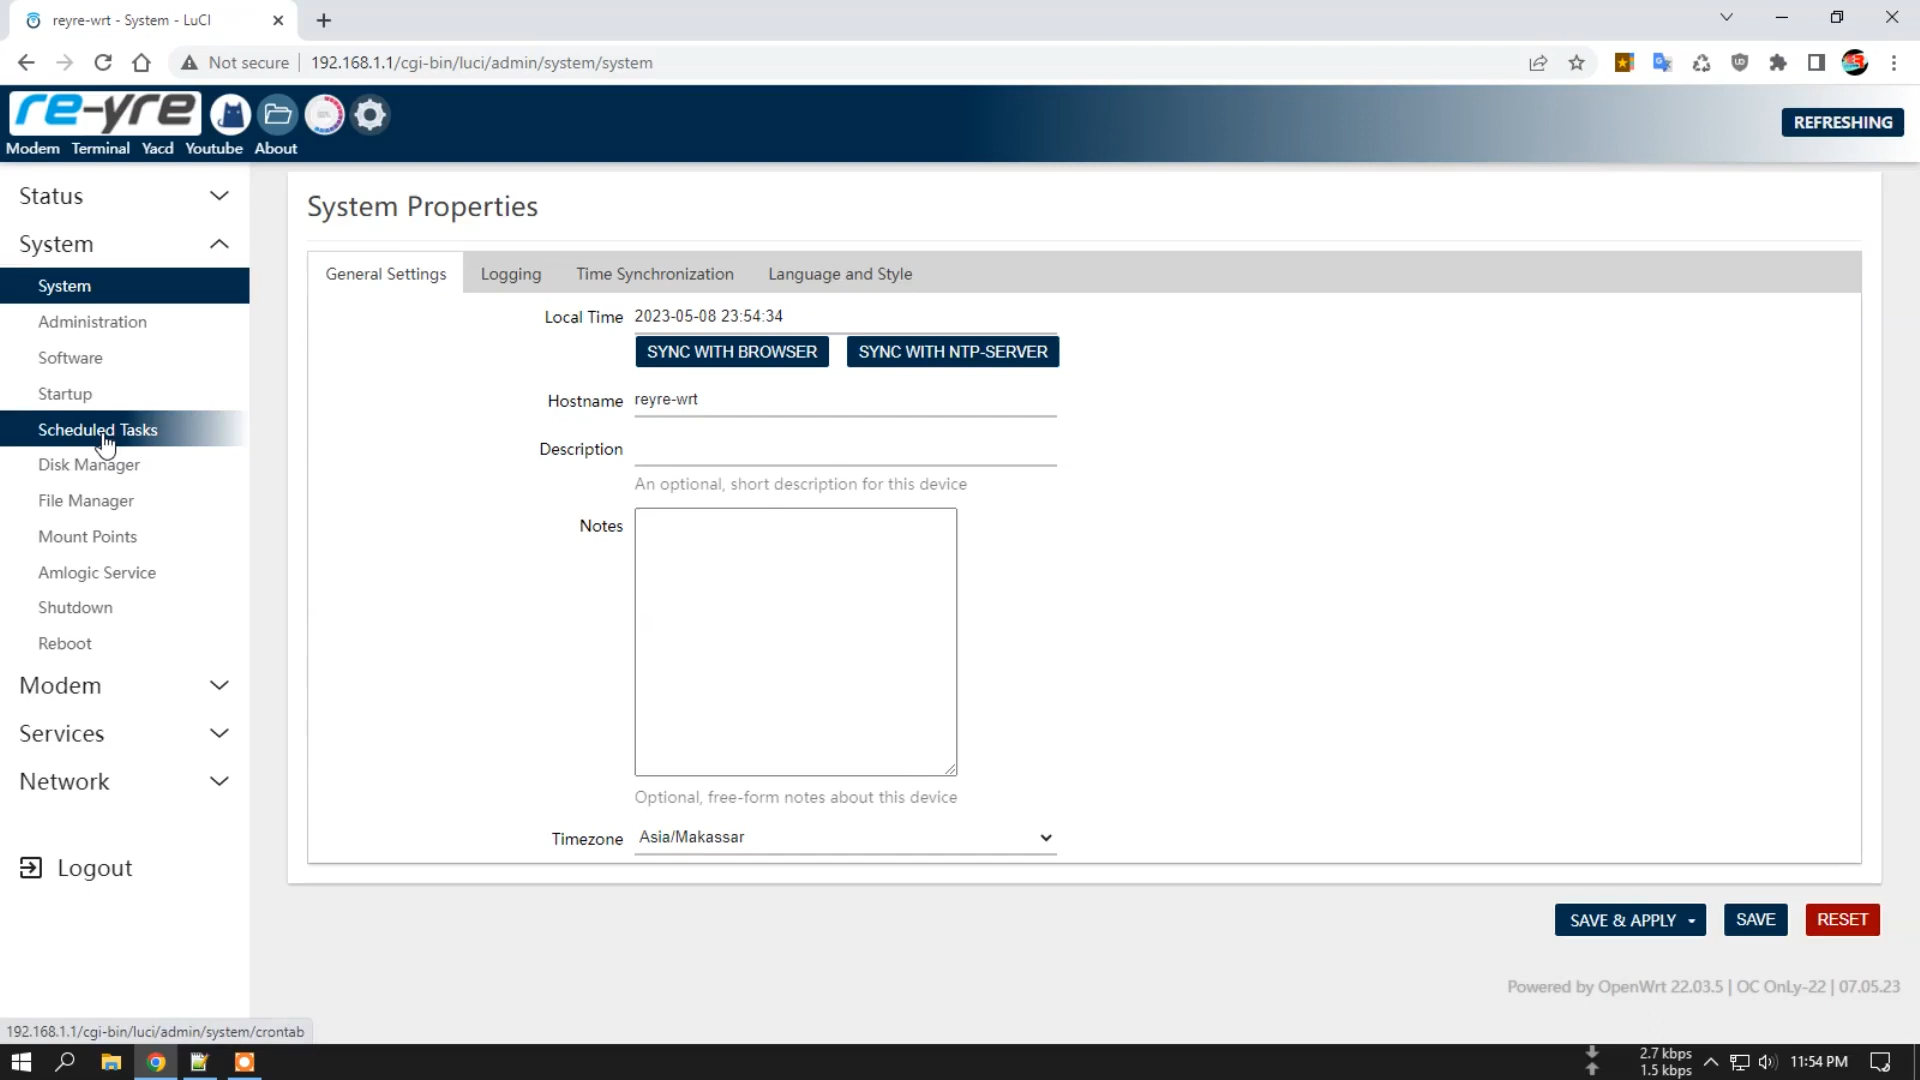 reyre-wrt - System - LuCI
Not secure
192.168.1.1/cgi-bin/luci/admin/system/system
re-yre
REFRESHING
Modem Terminal Yacd Youtube About
Status
System
System
Administration
Software
Startup
Scheduled Tasks
Disk Manager
File Manager
Mount Points
Amlogic Service
Shutdown
Reboot
Modem
Services
Network
Logout
System Properties
General Settings Logging Time Synchronization Language and Style
Local Time 2023-05-08 23:54:34
SYNC WITH BROWSER SYNC WITH NTP-SERVER
Hostname reyre-wrt
Description
An optional, short description for this device
Notes
Optional, free-form notes about this device
Timezone Asia/Makassar
SAVE & APPLY SAVE RESET
Powered by OpenWrt 22.03.5 | OC OnLy-22 | 07.05.23
192.168.1.1/cgi-bin/luci/admin/system/crontab
2.7 kbps
1.5 kbps
11:54 PM